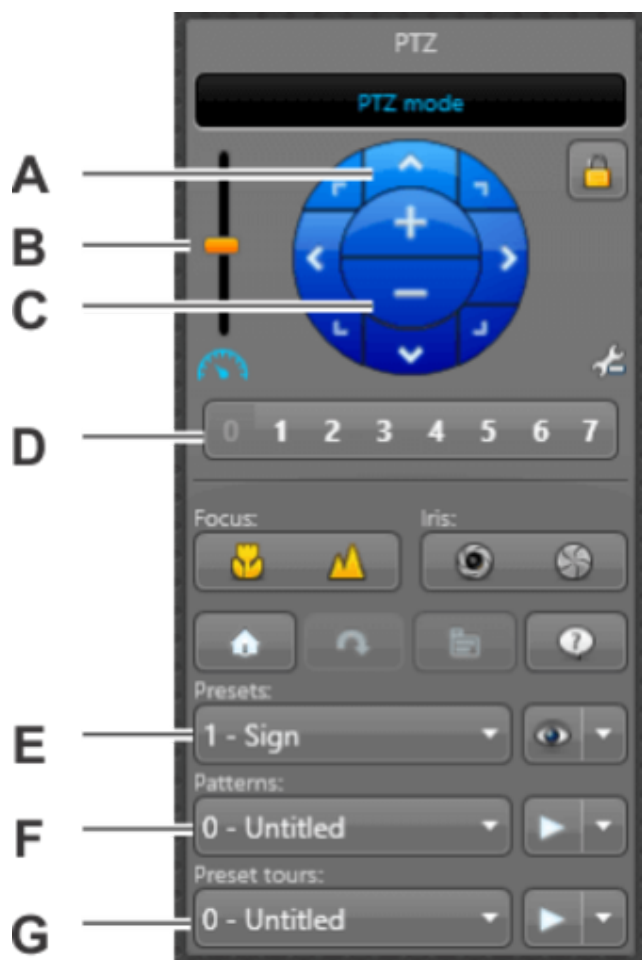 PTZ
PTZ mode
A
B
C
D
0 1 2 3 4 5 6 7
Focus: Iris:
Presets:
E
1 - Sign
Patterns:
F
0 - Untitled
Preset tours:
G
0 - Untitled